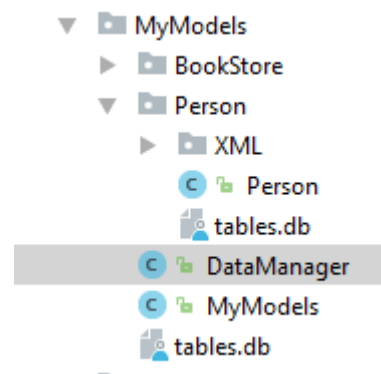 MyModels
BookStore
Person
XML
C Person
tables.db
C DataManager
C MyModels
tables.db